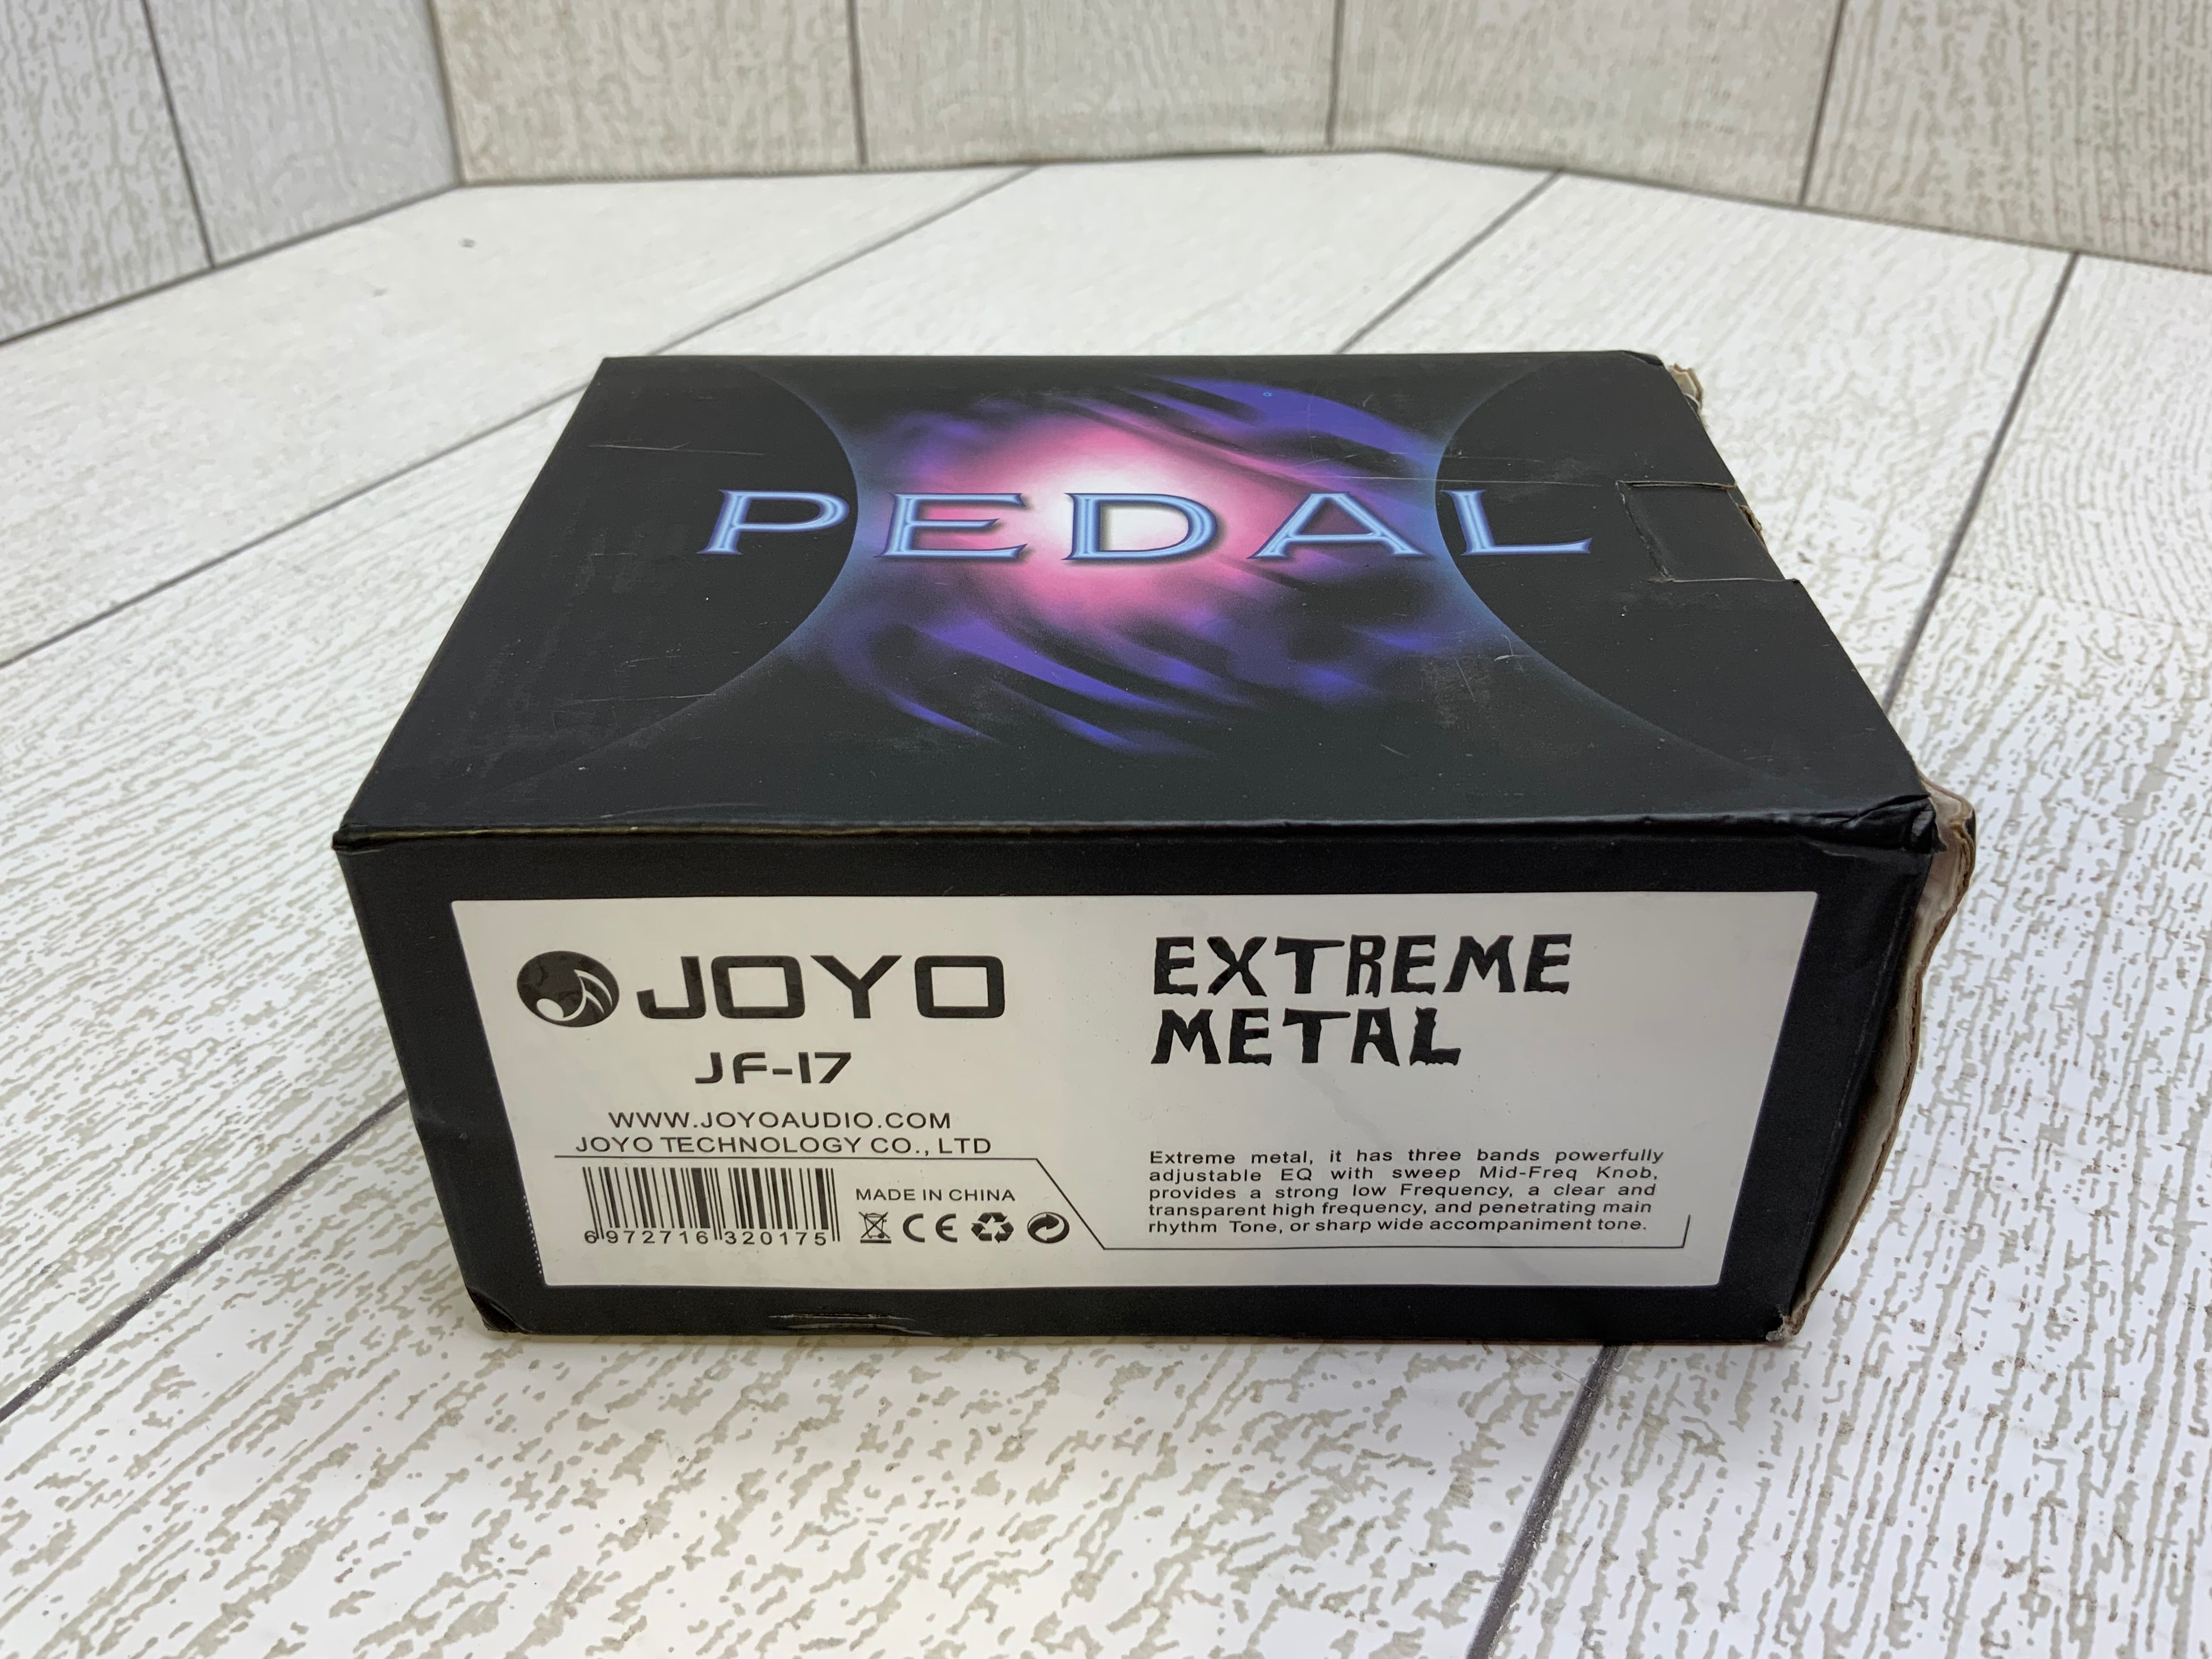 PEDAL
JOYO
JF-17
WWW.JOYOAUDIO.COM
JOYO TECHNOLOGY CO., LTD
MADE IN CHINA
CE
6 972716 320175
EXTREME
METAL
Extreme metal, it has three bands powerfully
adjustable EQ with sweep Mid-Freq Knob,
provides a strong low Frequency, a clear and
transparent high frequency, and penetrating main
rhythm Tone, or sharp wide accompaniment tone.